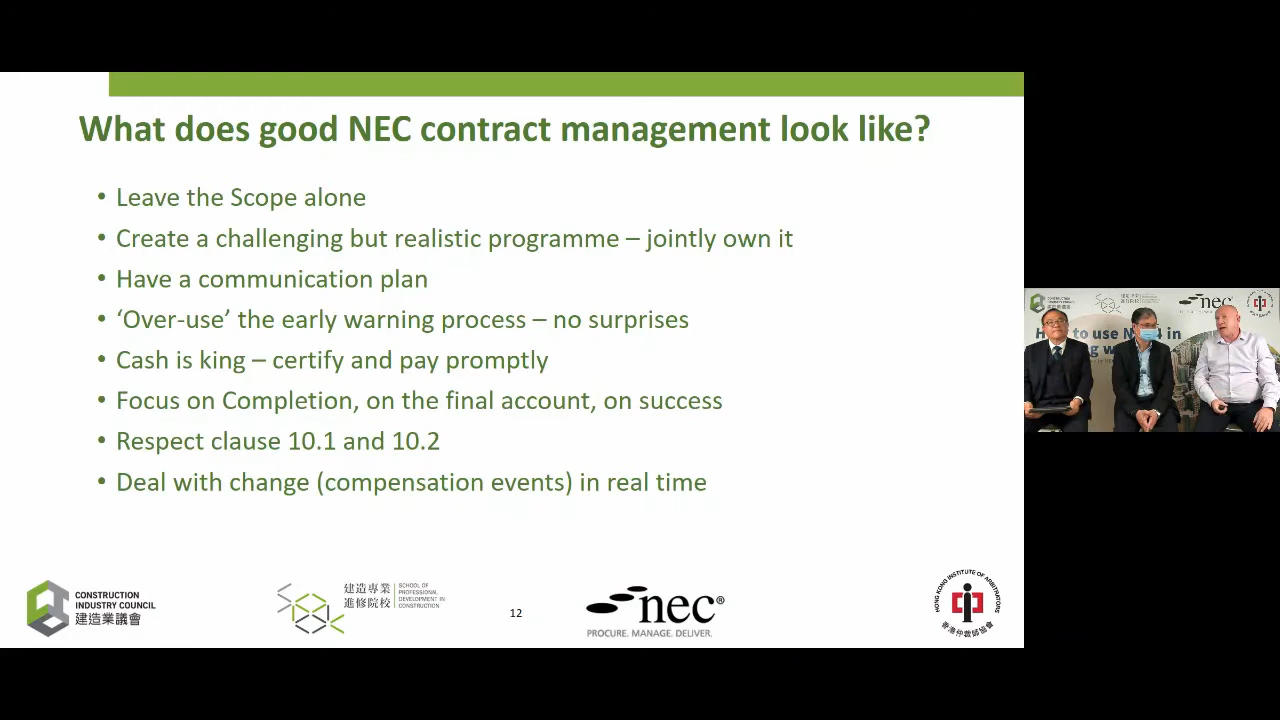 What does good NEC contract management look like?
• Leave the Scope alone
• Create a challenging but realistic programme – jointly own it
• Have a communication plan
• ‘Over-use’ the early warning process – no surprises
• Cash is king – certify and pay promptly
• Focus on Completion, on the final account, on success
• Respect clause 10.1 and 10.2
• Deal with change (compensation events) in real time
CONSTRUCTION
INDUSTRY COUNCIL
建造業議會
建造專業
進修院校
SCHOOL OF
PROFESSIONAL
DEVELOPMENT IN
CONSTRUCTION
12
nec®
PROCURE. MANAGE. DELIVER.
HONG KONG INSTITUTE OF ARBITRATORS
香港仲裁師協會
nec
to use
in